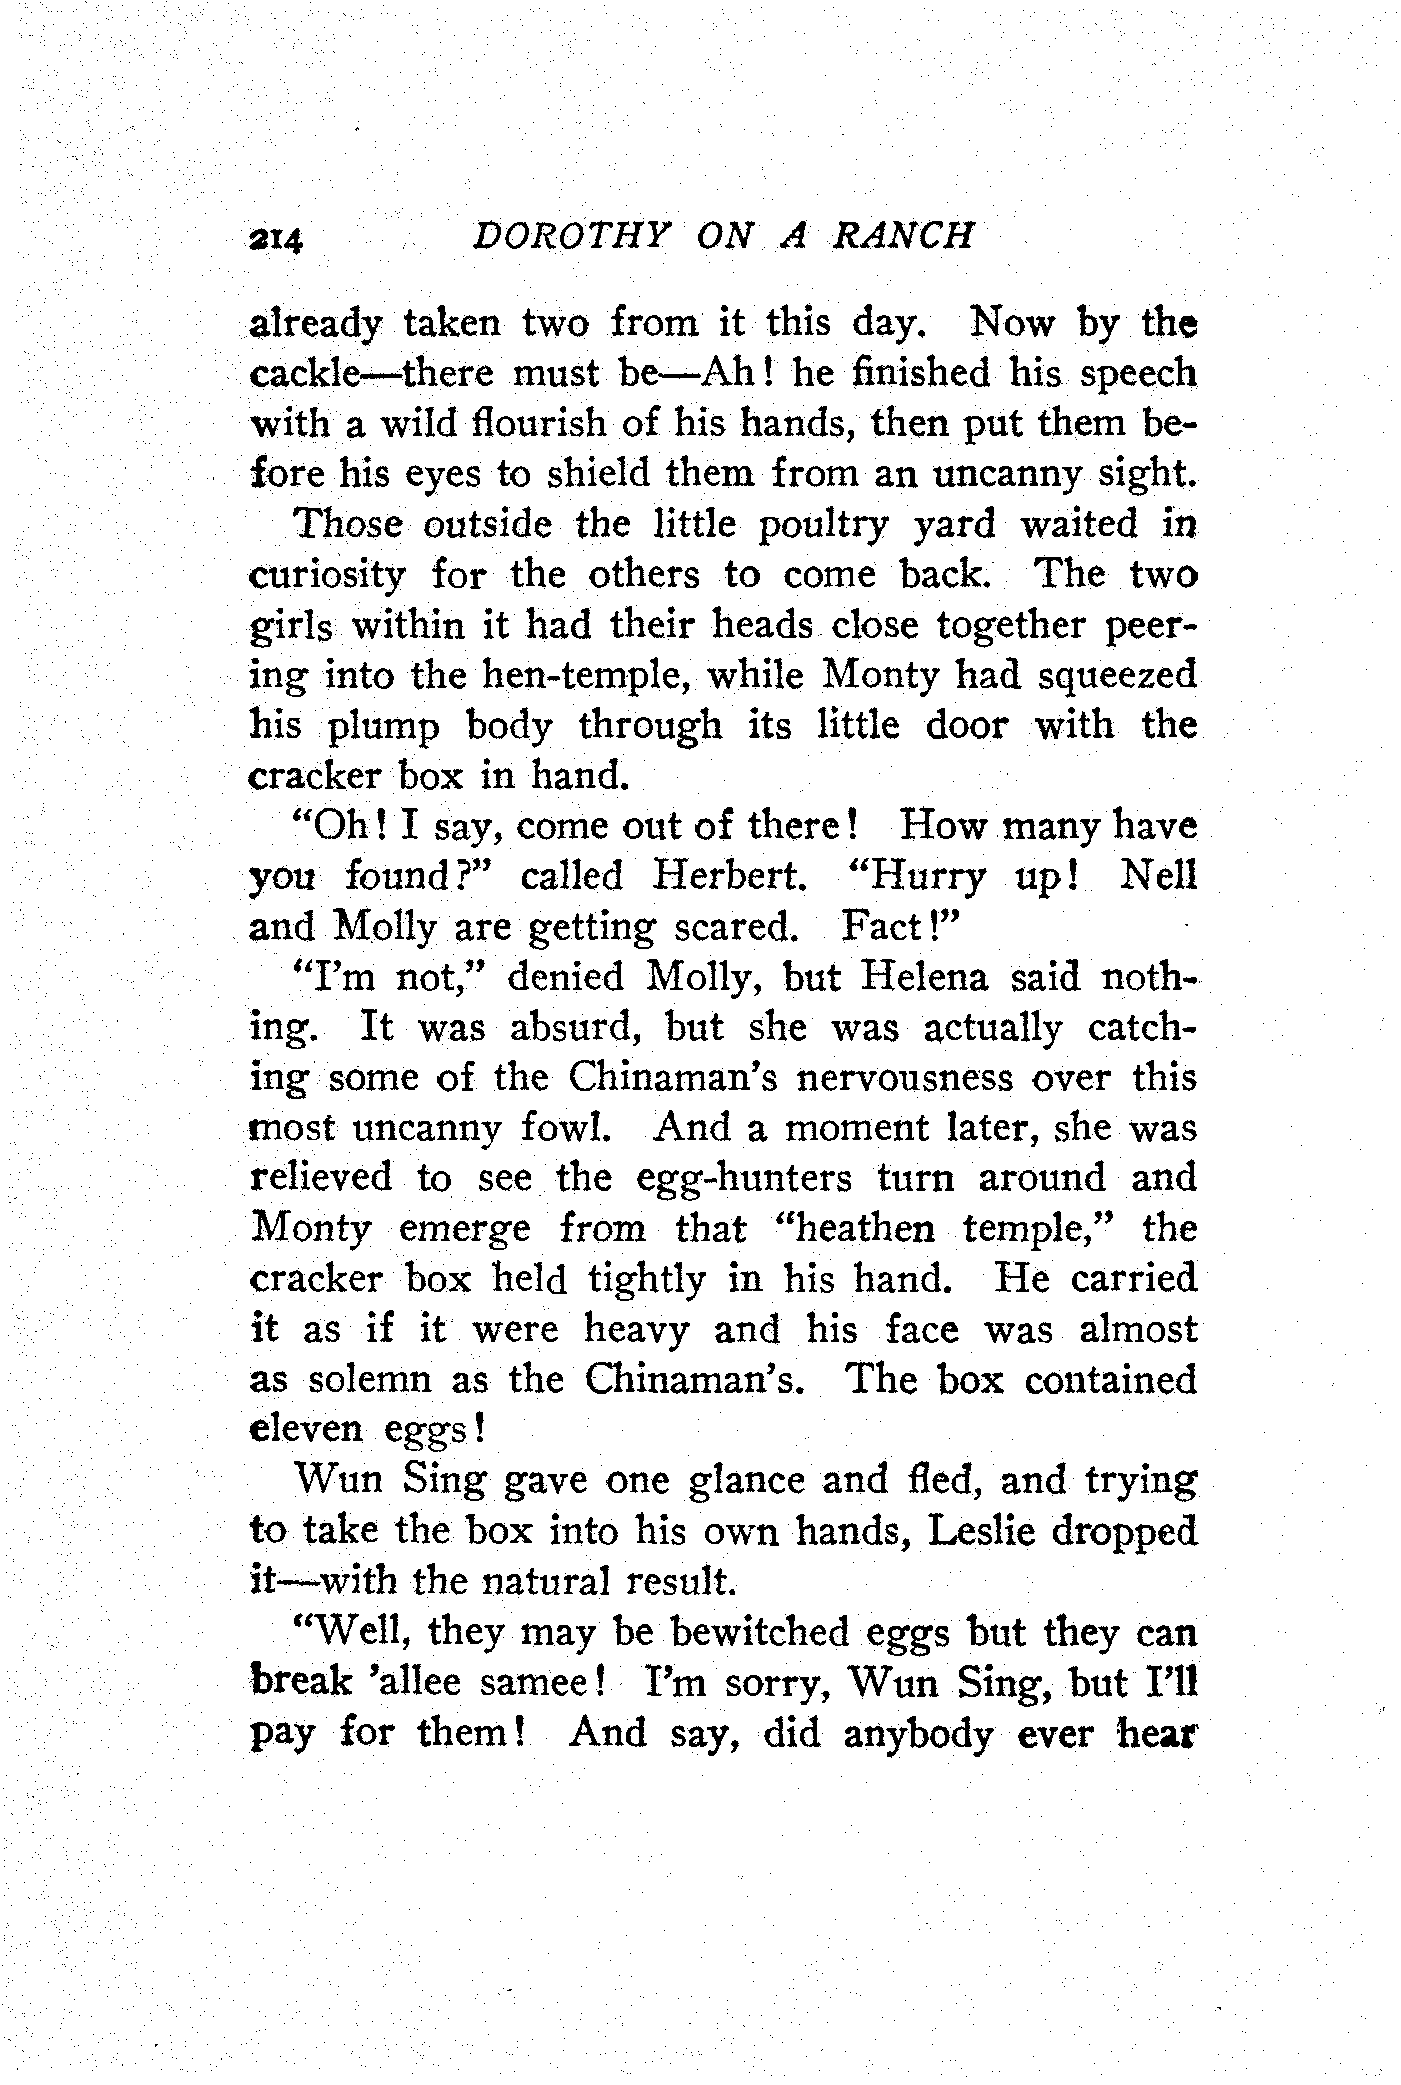 214 DOROTHY ON A RANCH
already taken two from it this day. Now by the
cackle—there must be—Ah! he finished his speech
with a wild flourish of his hands, then put them be-
fore his eyes to shield them from an uncanny sight.
Those outside the little poultry yard waited in
curiosity for the others to come back. The two
girls within it had their heads close together peer-
ing into the hen-temple, while Monty had squeezed
his plump body through its little door with the
cracker box in hand.
“Oh! I say, come out of there! How many have
you found?” called Herbert. “Hurry up! Nell
and Molly are getting scared. Fact!”
“I’m not,” denied Molly, but Helena said noth-
ing. It was absurd, but she was actually catch-
ing some of the Chinaman’s nervousness over this
most uncanny fowl. And a moment later, she was
relieved to see the egg-hunters turn around and
Monty emerge from that “heathen temple,” the
cracker box held tightly in his hand. He carried
it as if it were heavy and his face was almost
as solemn as the Chinaman’s. The box contained
eleven eggs!
Wun Sing gave one glance and fled, and trying
to take the box into his own hands, Leslie dropped
it—with the natural result.
“Well, they may be bewitched eggs but they can
break ’allee samee! I’m sorry, Wun Sing, but I’ll
pay for them! And say, did anybody ever hear